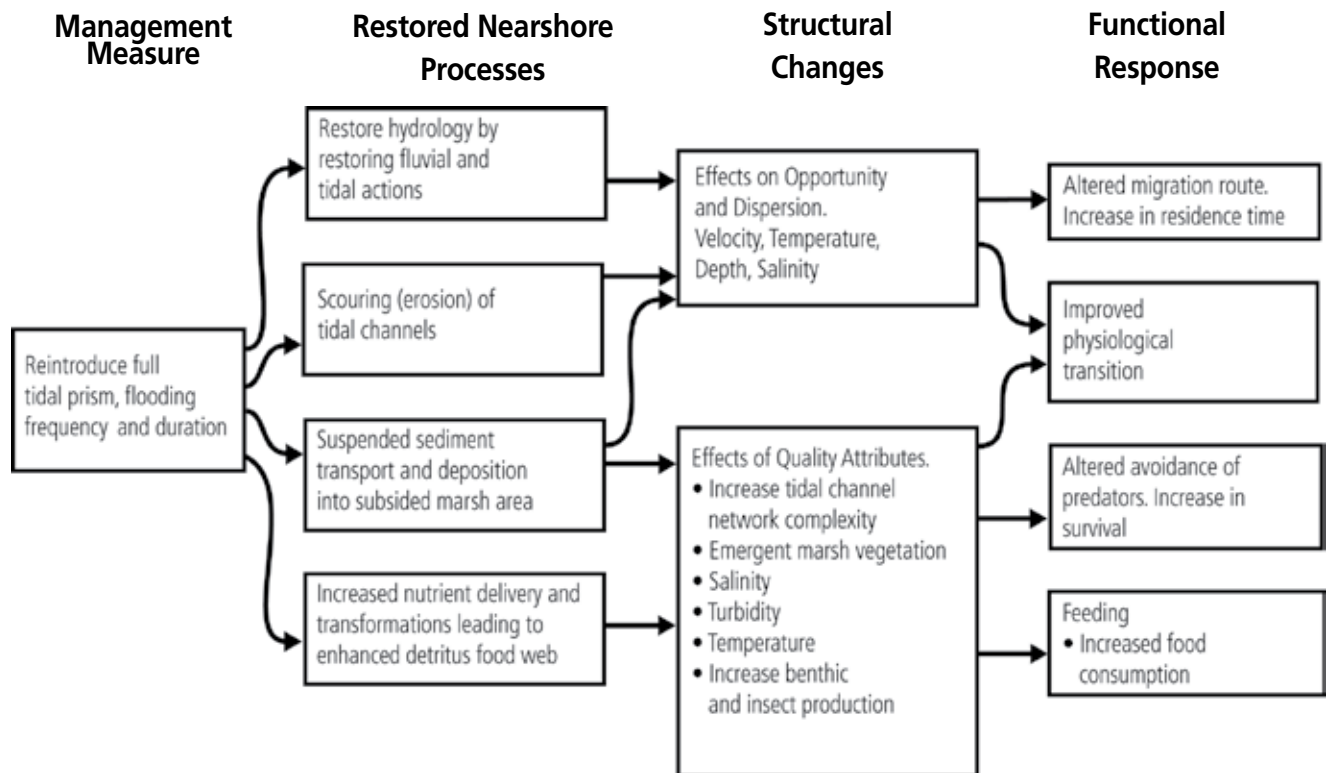 Management
Measure
Restored Nearshore
Processes
Structural
Changes
Functional
Response
Reintroduce full
tidal prism, flooding
frequency and duration
Restore hydrology by
restoring fluvial and
tidal actions
Scouring (erosion) of
tidal channels
Suspended sediment
transport and deposition
into subsided marsh area
Increased nutrient delivery and
transformations leading to
enhanced detritus food web
Effects on Opportunity
and Dispersion.
Velocity, Temperature,
Depth, Salinity
Effects of Quality Attributes.
• Increase tidal channel
network complexity
• Emergent marsh vegetation
• Salinity
• Turbidity
• Temperature
• Increase benthic
and insect production
Altered migration route.
Increase in residence time
Improved
physiological
transition
Altered avoidance of
predators. Increase in
survival
Feeding
• Increased food
consumption